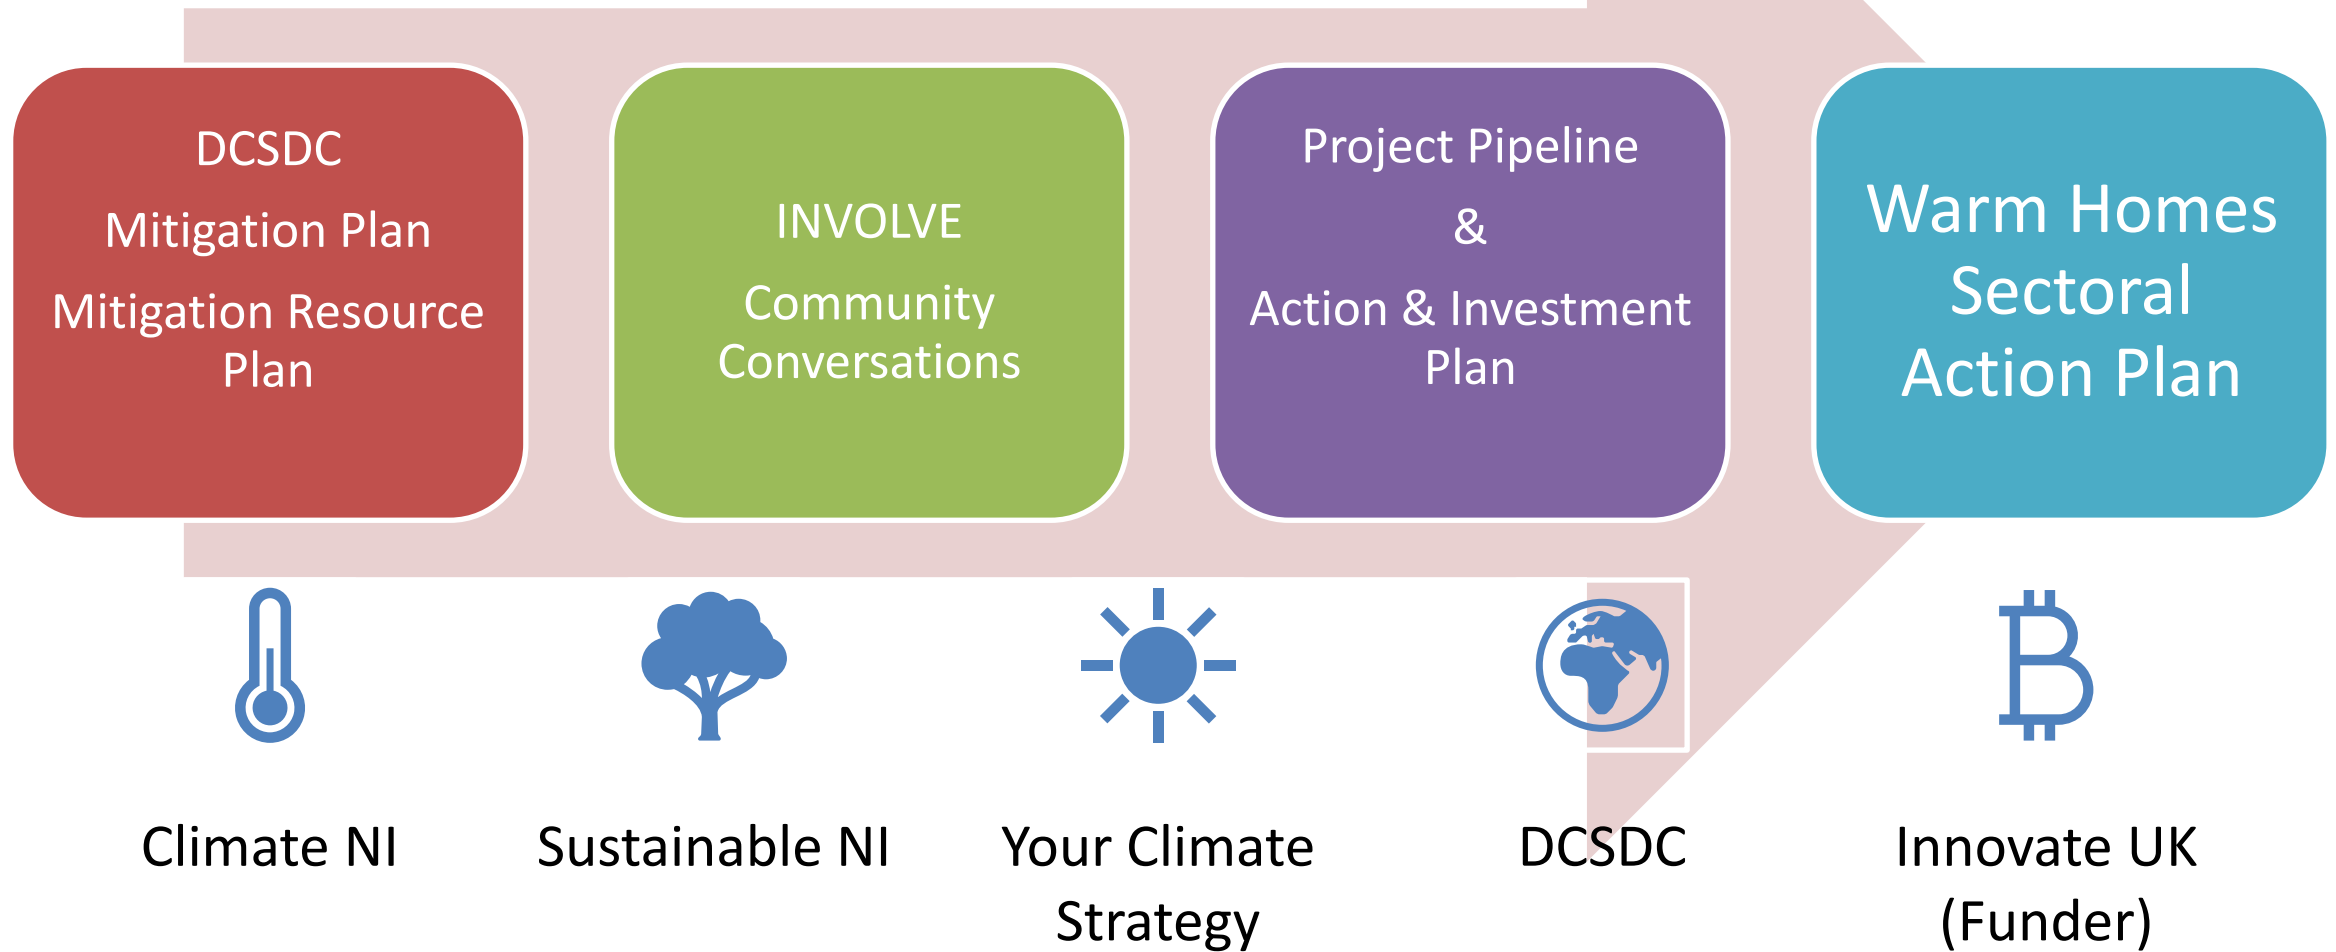 DCSDC
Mitigation Plan
Mitigation Resource
Plan
INVOLVE
Community
Conversations
Project Pipeline
&
Action & Investment
Plan
Warm Homes
Sectoral
Action Plan
Climate NI
Sustainable NI
Your Climate
Strategy
DCSDC
Innovate UK
(Funder)